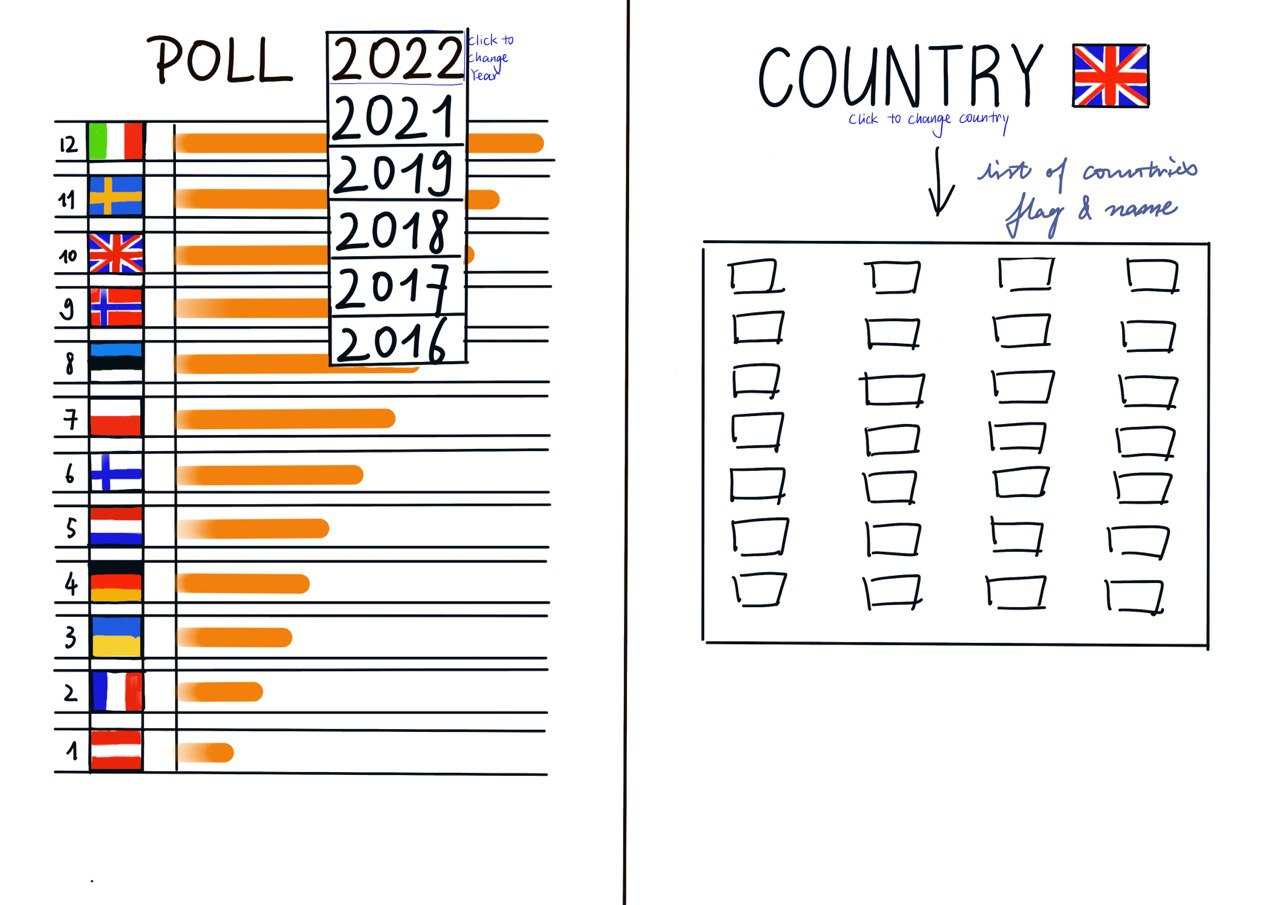 POLL
2022
click to
change
Year
2021
2019
2018
2017
2016
12
11
10
9
8
7
6
5
4
3
2
1
COUNTRY
Click to change country
list of countries
flag & name